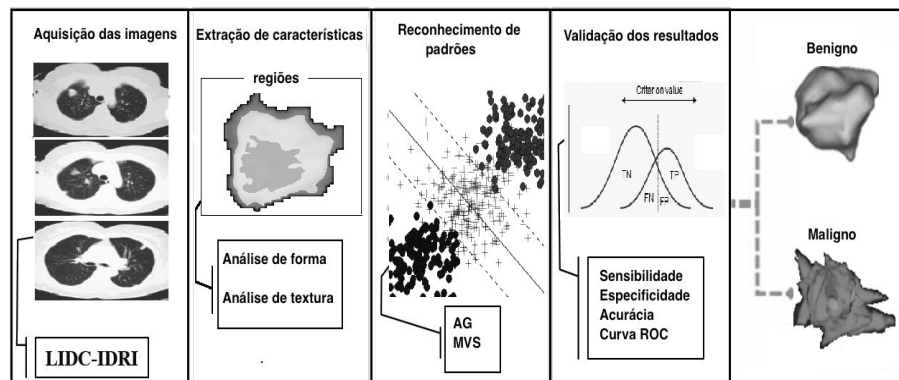 Aquisição das imagens
LIDC-IDRI
Extração de características
regiões
Análise de forma
Análise de textura
Reconhecimento de
padrões
AG
MVS
Validação dos resultados
Criterion value
TN
TP
FN
FP
Sensibilidade
Especificidade
Acurácia
Curva ROC
Benigno
Maligno